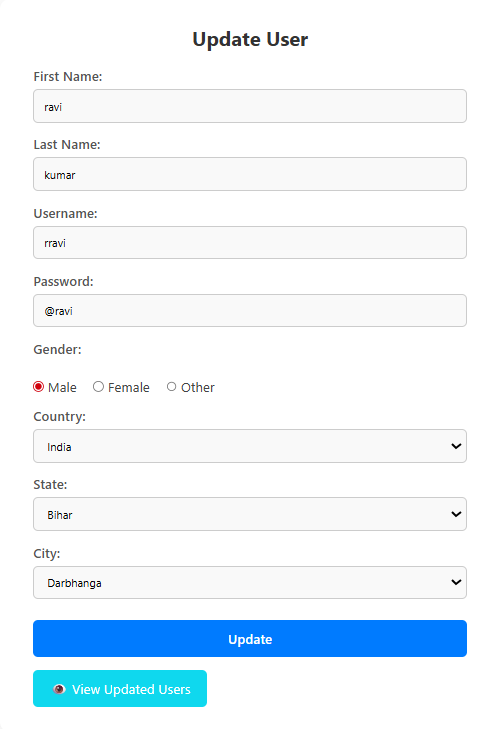 Update User
First Name:
ravi
Last Name:
kumar
Username:
rravi
Password:
@ravi
Gender:
Male Female Other
Country:
India
State:
Bihar
City:
Darbhanga
Update
👁️ View Updated Users